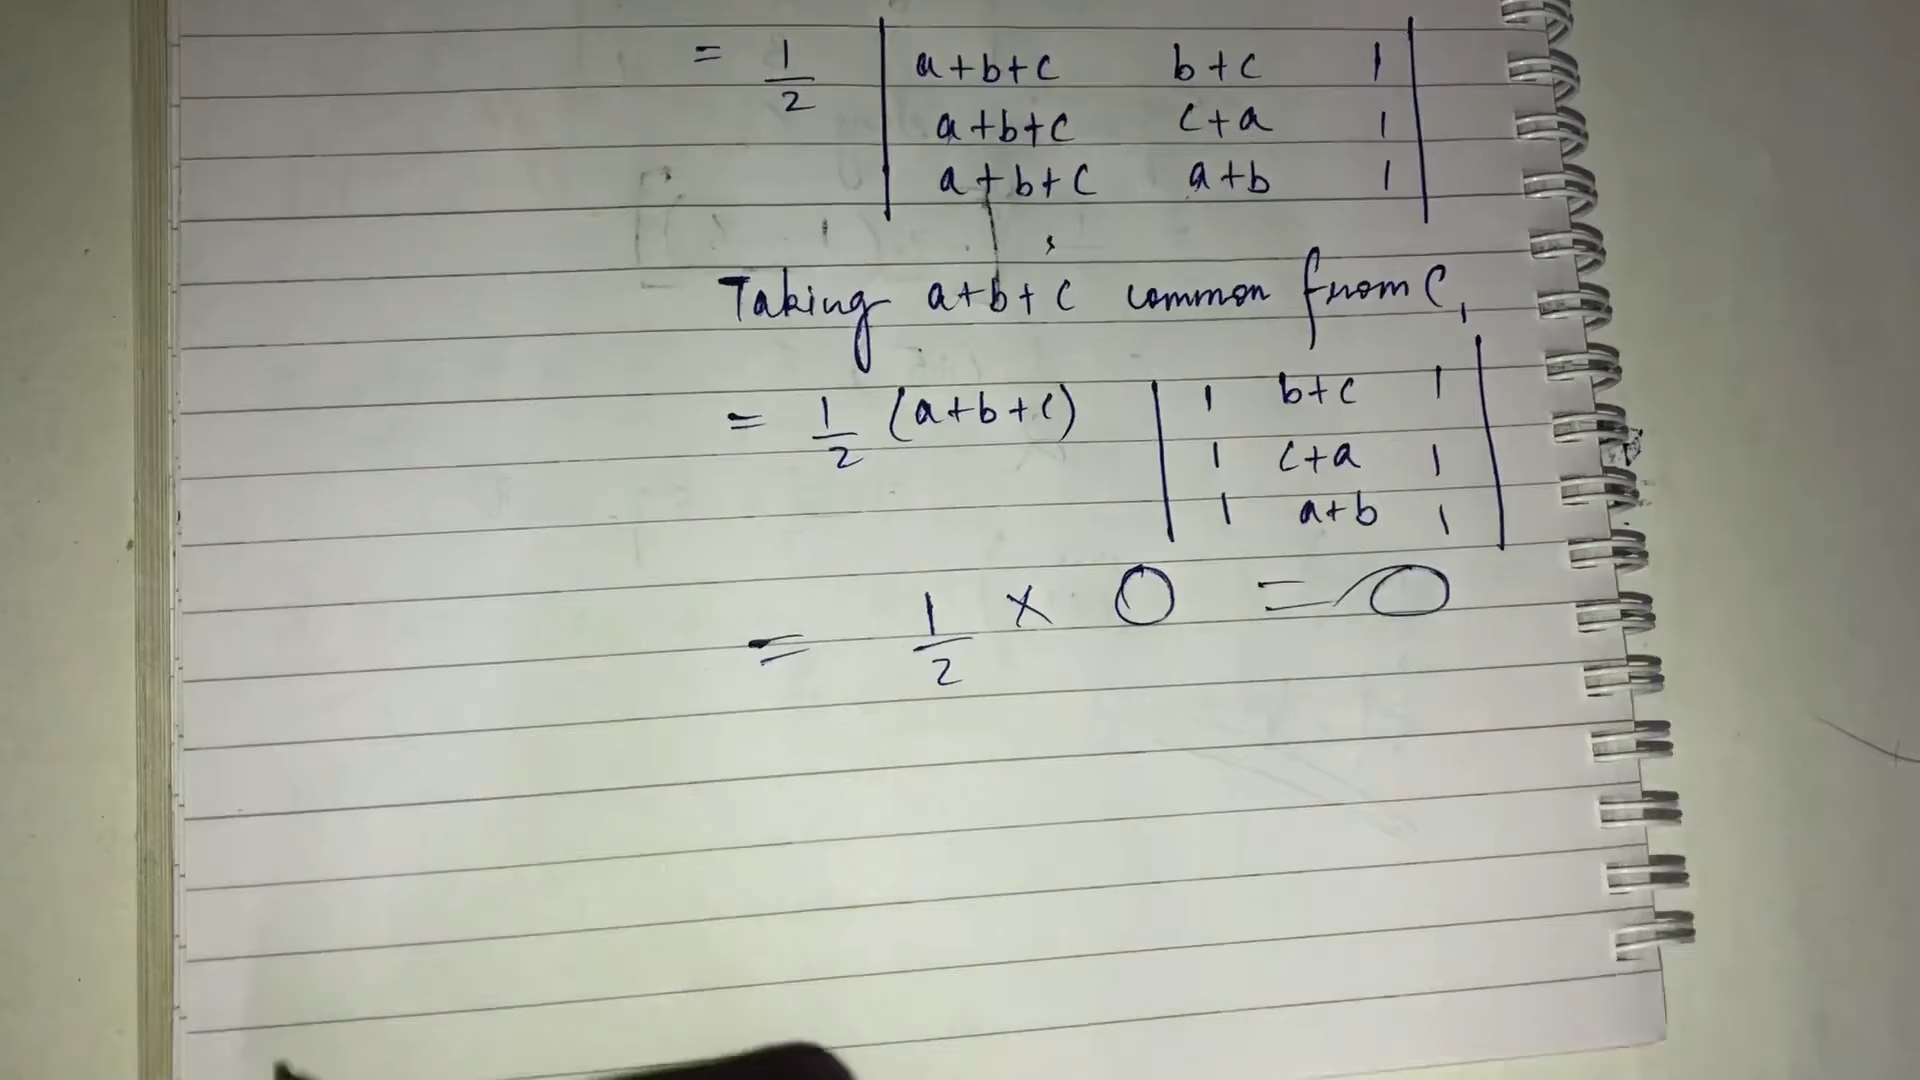 = 1/2 | a+b+c b+c 1 |
| a+b+c c+a 1 |
| a+b+c a+b 1 |
Taking a+b+c common from C₁
= 1/2 (a+b+c) | 1 b+c 1 |
| 1 c+a 1 |
| 1 a+b 1 |
= 1/2 × 0 = 0